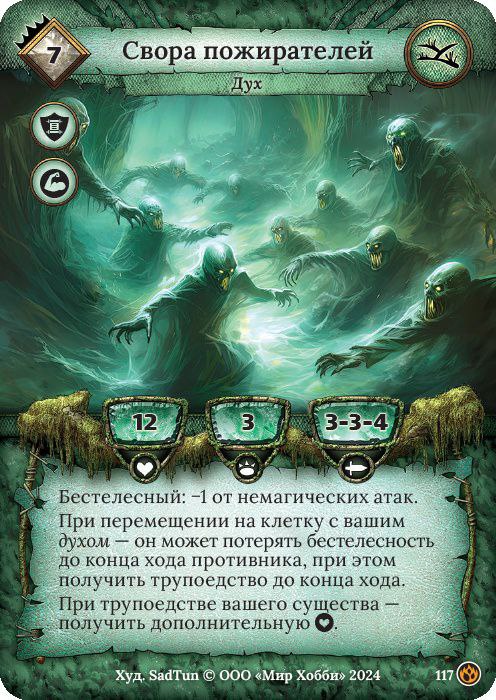 7
Свора пожирателей
Дух
12
3
3-3-4
Бестелесный: −1 от немагических атак.
При перемещении на клетку с вашим
духом — он может потерять бестелесность
до конца хода противника, при этом
получить трупоедство до конца хода.
При трупоедстве вашего существа —
получить дополнительную
.
Худ. SadTun © ООО «Мир Хобби» 2024
117